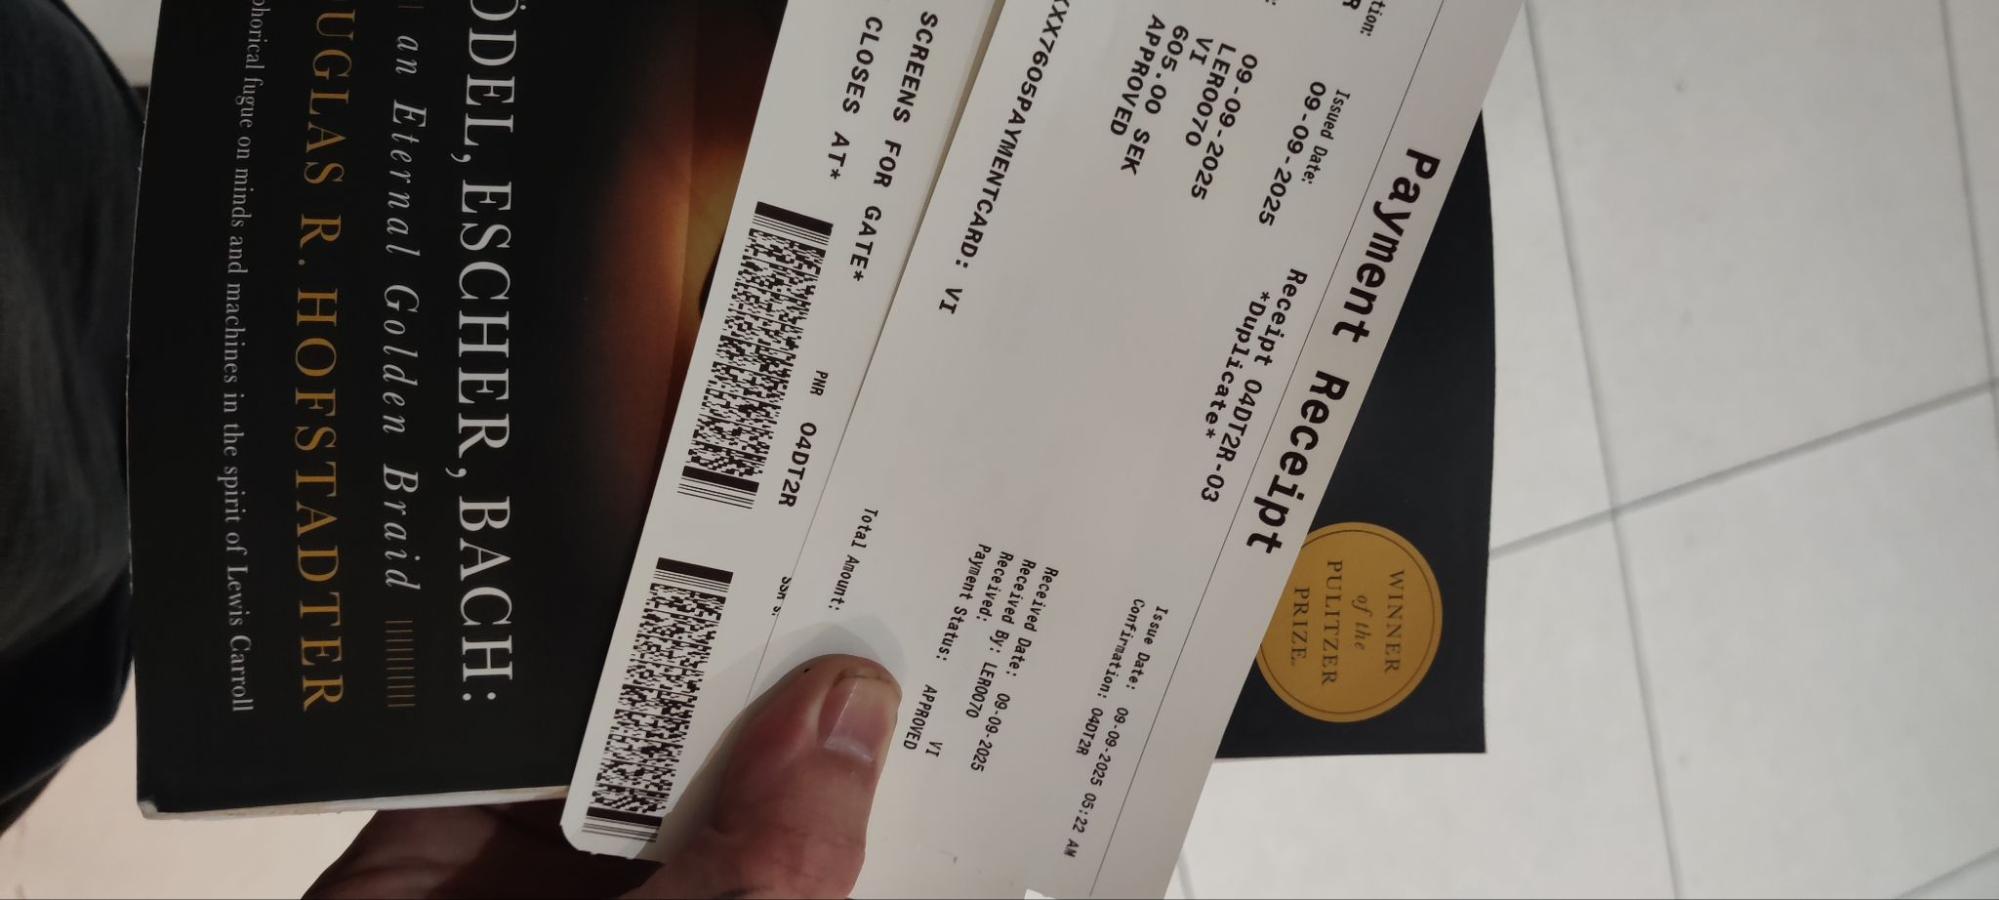 ÖDEL, ESCHER, BACH:
an Eternal Golden Braid
UGLAS R. HOFSTADTER
phorical fugue on minds and machines in the spirit of Lewis Carroll
WINNER
of the
PULITZER
PRIZE
Payment Receipt
tion:
R
Issued Date:
09-09-2025
Receipt O4DT2R-03
*Duplicate*
09-09-2025
LER0070
VI
605.00 SEK
APPROVED
Issue Date: 09-09-2025 05:22 AM
Confirmation: O4DT2R
XXX7605PAYMENTCARD: VI
Received Date: 09-09-2025
Received By: LER0070
Received: VI
Payment Status: APPROVED
Total Amount:
SCREENS FOR GATE*
CLOSES AT*
PNR O4DT2R